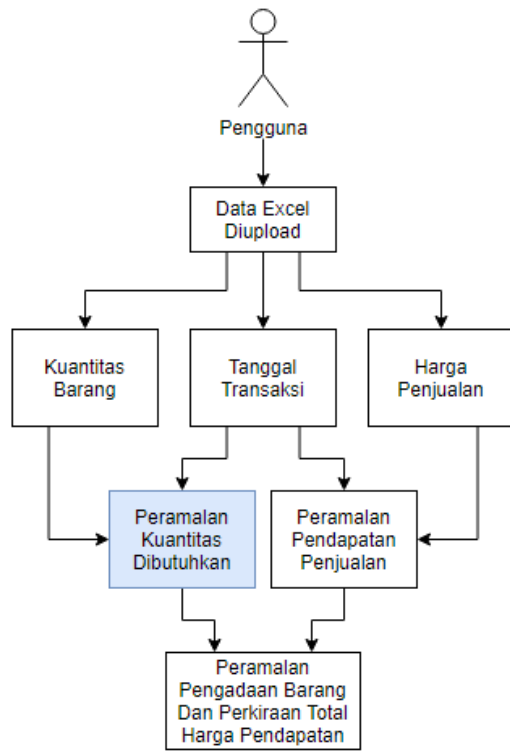 Pengguna
Data Excel
Diupload
Kuantitas
Barang
Tanggal
Transaksi
Harga
Penjualan
Peramalan
Kuantitas
Dibutuhkan
Peramalan
Pendapatan
Penjualan
Peramalan
Pengadaan Barang
Dan Perkiraan Total
Harga Pendapatan